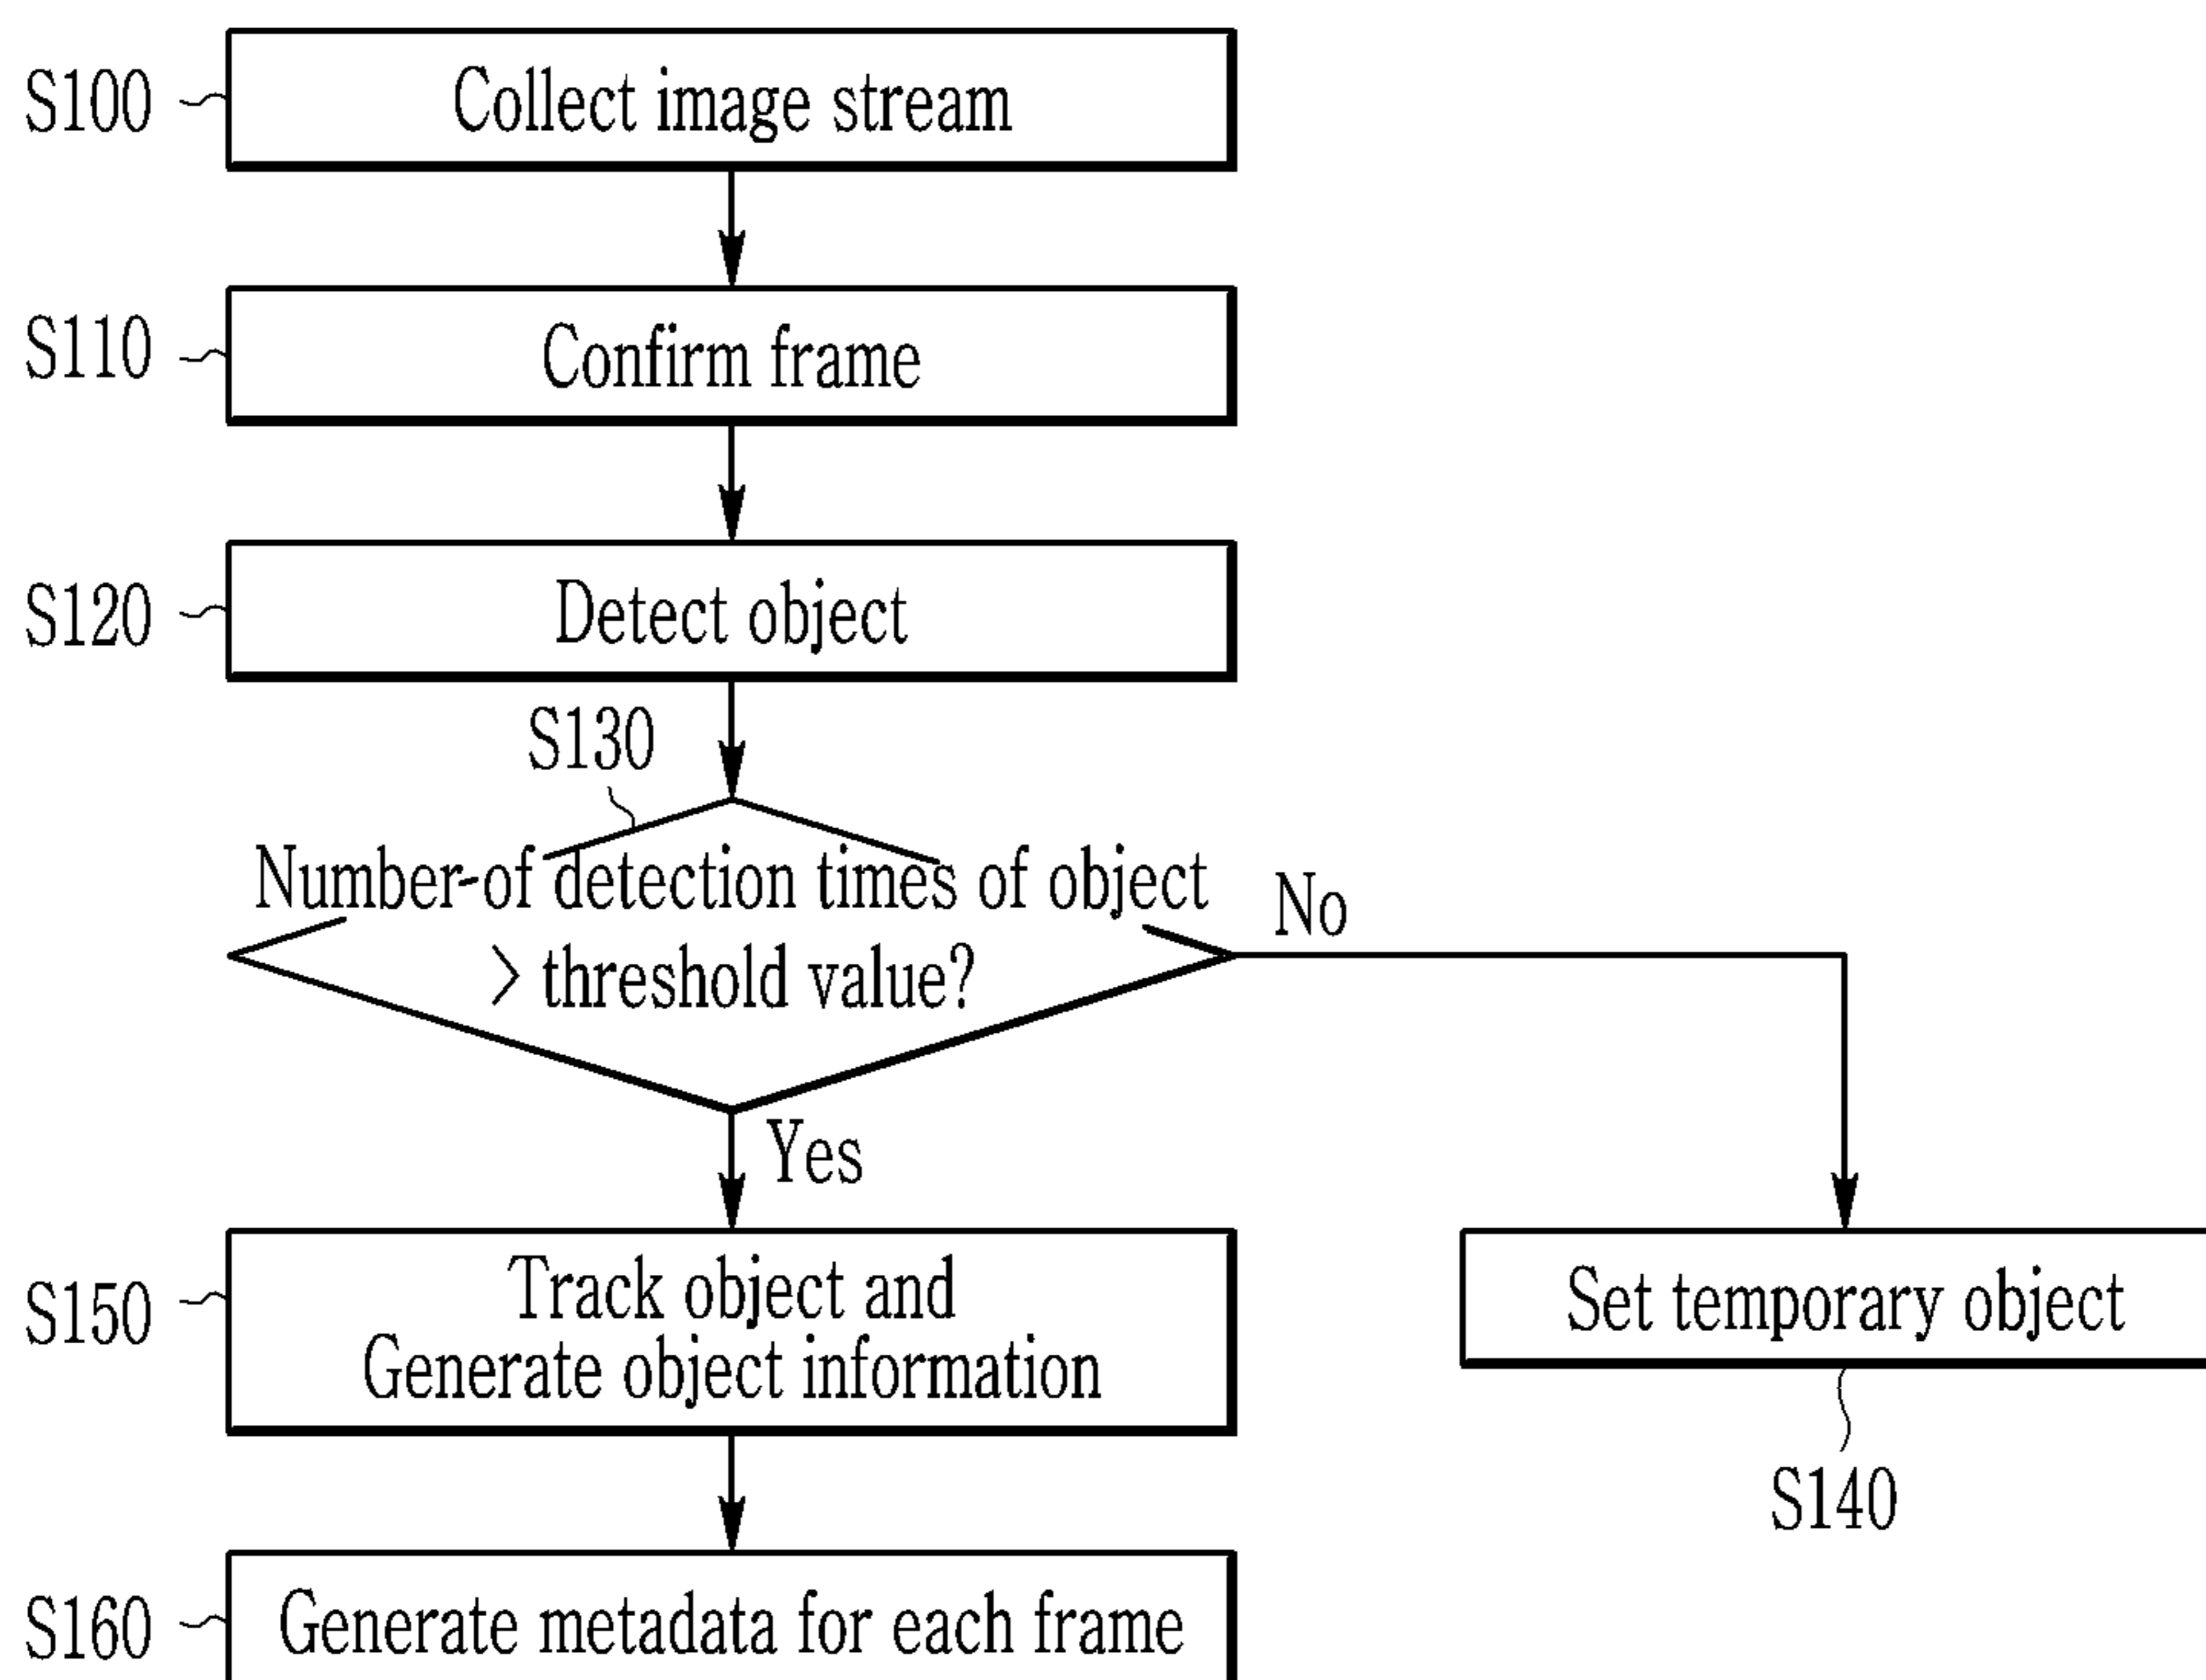 S100
Collect image stream
S110
Confirm frame
S120
Detect object
S130
Number of detection times of object
> threshold value?
No
Yes
S150
Track object and
Generate object information
Set temporary object
S140
S160
Generate metadata for each frame